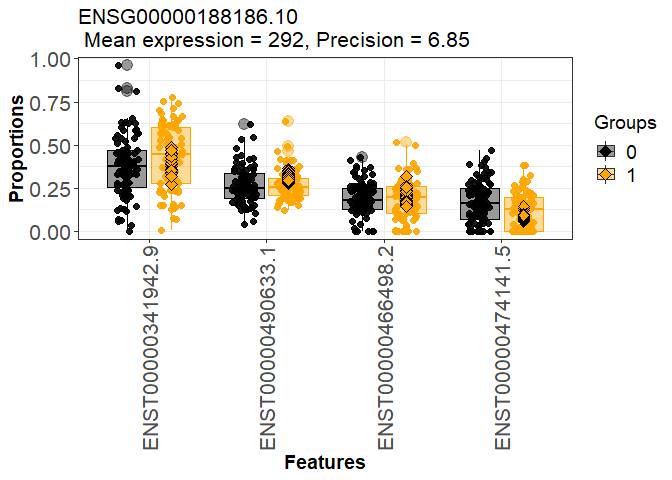 ENSG00000188186.10
Mean expression = 292, Precision = 6.85
1.00
0.75
0.50
0.25
0.00
Proportions
ENST00000341942.9
ENST00000490633.1
ENST00000466498.2
ENST00000474141.5
Features
Groups
0
1